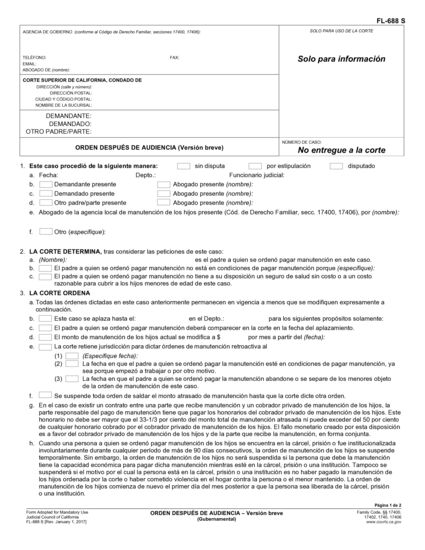 FL-688 S
AGENCIA DE GOBIERNO (conforme al Código de Derecho Familiar, secciones 17400, 17406):
SOLO PARA USO DE LA CORTE
TELÉFONO:
FAX:
EMAIL:
ABOGADO DE (nombre):
Solo para información
CORTE SUPERIOR DE CALIFORNIA, CONDADO DE
DIRECCIÓN (calle y número):
DIRECCIÓN POSTAL:
CIUDAD Y CÓDIGO POSTAL:
NOMBRE DE LA SUCURSAL:
DEMANDANTE:
DEMANDADO:
OTRO PADRE/PARTE:
ORDEN DESPUÉS DE AUDIENCIA (Versión breve)
NÚMERO DE CASO:
No entregue a la corte
1. Este caso procedió de la siguiente manera: sin disputa por estipulación disputado
a. Fecha: Depto.: Funcionario judicial:
b. Demandante presente Abogado presente (nombre):
c. Demandado presente Abogado presente (nombre):
d. Otro padre/parte presente Abogado presente (nombre):
e. Abogado de la agencia local de manutención de los hijos presente (Cód. de Derecho Familiar, secc. 17400, 17406), por (nombre):
f. Otro (especifique):
2. LA CORTE DETERMINA, tras considerar las peticiones de este caso:
a. (Nombre): es el padre a quien se ordenó pagar manutención en este caso.
b. El padre a quien se ordenó pagar manutención no está en condiciones de pagar manutención porque (especifique):
c. El padre a quien se ordenó pagar manutención no tiene a su disposición un seguro de salud sin costo o a un costo
razonable para cubrir a los hijos menores de edad de este caso.
3. LA CORTE ORDENA
a. Todas las órdenes dictadas en este caso anteriormente permanecen en vigencia a menos que se modifiquen expresamente a
continuación.
b. Este caso se aplaza hasta el: en el Depto.: para los siguientes propósitos solamente:
c. El padre a quien se ordenó pagar manutención deberá comparecer en la corte en la fecha del aplazamiento.
d. El monto de manutención de los hijos actual se modifica a $ por mes a partir del (fecha):
e. La corte retiene jurisdicción para dictar órdenes de manutención de modo retroactiva al
(1) (Especifique fecha):
(2) La fecha en que el padre a quien se ordenó pagar la manutención esté en condiciones de pagar manutención, ya
sea porque empezó a trabajar o por otro motivo.
(3) La fecha en que el padre a quien se ordenó pagar la manutención abandone o se separe de los menores objeto
de la orden de manutención de este caso.
f. Se suspende toda orden de saldar el monto atrasado de manutención hasta que la corte dicte otra orden.
g. En el caso de existir un contrato entre una parte que recibe manutención y un cobrador privado de manutención de los hijos, la
parte responsable del pago de manutención tiene que pagar los honorarios del cobrador privado de manutención de los hijos. Este
honorario no debe ser mayor que el 33-1/3 por ciento del monto total de manutención atrasada ni puede exceder del 50 por ciento
de cualquier honorario cobrado por el cobrador privado de manutención de los hijos. El fallo monetario creado por esta disposición
es a favor del cobrador privado de manutención de los hijos y de la parte que recibe la manutención, en forma conjunta.
h. Cuando una persona a quien se ordenó pagar manutención de los hijos está en la cárcel, prisión o fue institucionalizada
involuntariamente durante cualquier período de más de 90 días consecutivos, la orden de manutención de los hijos se suspende
temporalmente. Sin embargo, la orden de manutención de los hijos no será suspendida si la persona que debe la manutención
tiene la capacidad económica para pagar dicha manutención mientras esté en la cárcel, prisión o una institución. Tampoco se
suspenderá si el motivo por el cual la persona está en la cárcel, prisión o una institución es no haber pagado la manutención de
los hijos ordenada por la corte o haber cometido violencia en el hogar contra la persona o el menor manutenido. La orden de
manutención de los hijos comienza de nuevo el primer día del mes posterior a que la persona sea liberada de la cárcel, prisión
o una institución.
Página 1 de 2
Form Adopted for Mandatory Use
Judicial Council of California
FL-688 S [Rev. January 1, 2017]
ORDEN DESPUÉS DE AUDIENCIA – Versión breve
(Gubernamental)
Family Code, §§ 17400,
17402, 17404, 17406
www.courts.ca.gov